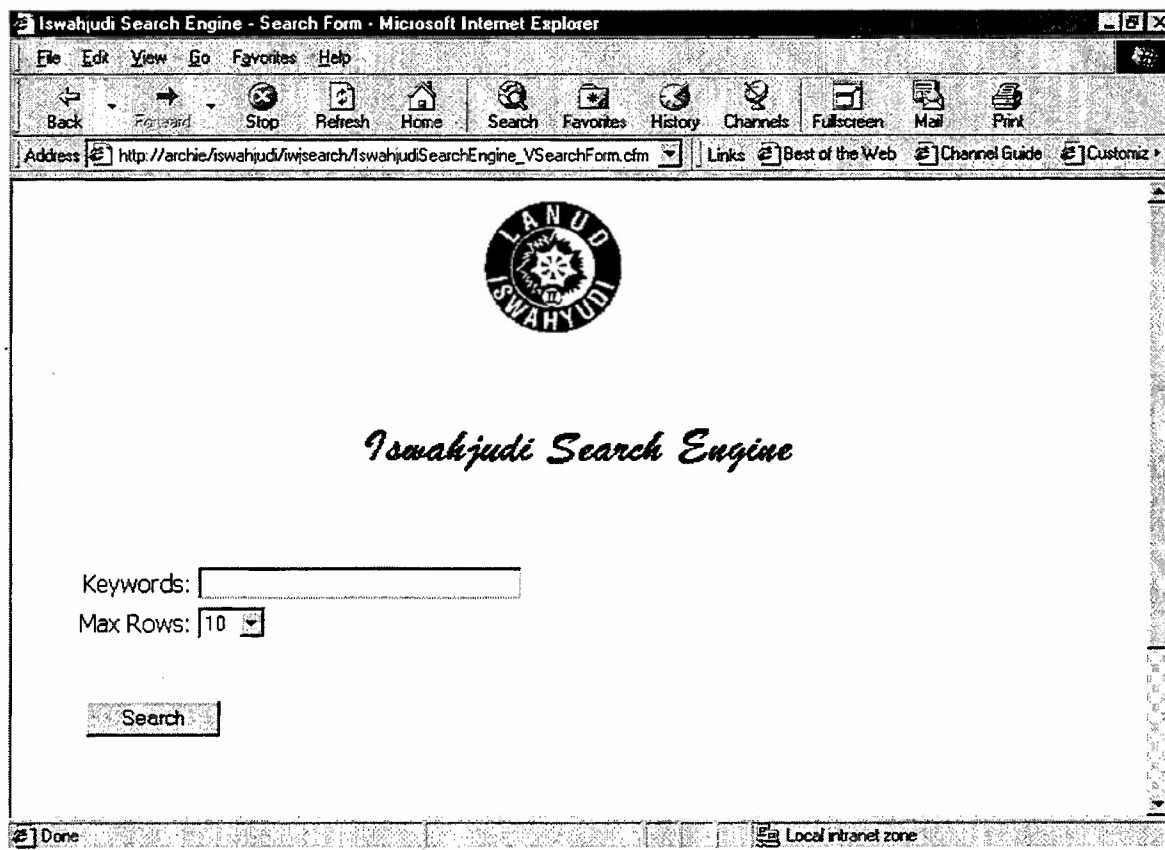 Iswahjudi Search Engine - Search Form - Microsoft Internet Explorer
File Edit View Go Favorites Help
Back Forward Stop Refresh Home Search Favorites History Channels Fullscreen Mail Print
Address http://archie/iswahjudi/iwjsearch/IswahjudiSearchEngine_VSearchForm.cfm Links Best of the Web Channel Guide Customiz
LANUD
ISWAHYUDI
Iswahjudi Search Engine
Keywords:
Max Rows: 10
Search
Done Local intranet zone